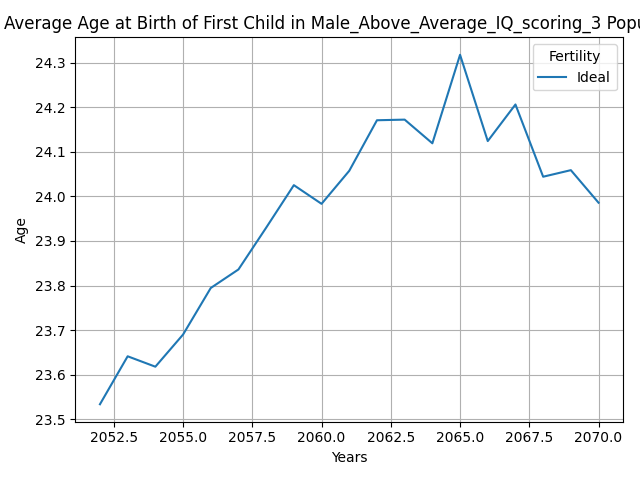 Average Age at Birth of First Child in Male_Above_Average_IQ_scoring_3 Popu
Fertility
Ideal
24.3
24.2
24.1
24.0
23.9
23.8
23.7
23.6
23.5
Age
2052.5 2055.0 2057.5 2060.0 2062.5 2065.0 2067.5 2070.0
Years